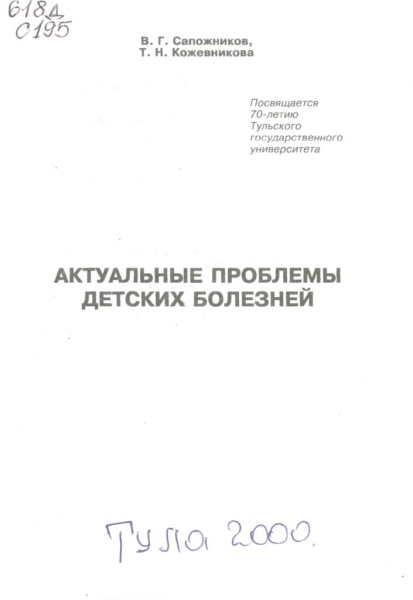 618д
С195
В. Г. Сапожников,
Т. Н. Кожевникова
Посвящается
70-летию
Тульского
государственного
университета
АКТУАЛЬНЫЕ ПРОБЛЕМЫ
ДЕТСКИХ БОЛЕЗНЕЙ
Тула 2000.